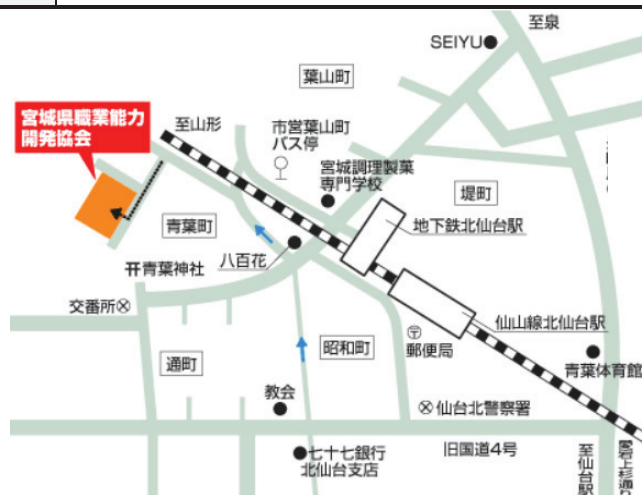 至泉
SEIYU
葉山町
宮城県職業能力
開発協会
至山形
市営葉山町
バス停
宮城調理製菓
専門学校
堤町
地下鉄北仙台駅
青葉町
八百花
青葉神社
交番所
仙山線北仙台駅
〒
郵便局
昭和町
通町
青葉体育館
教会
仙台北警察署
七十七銀行
北仙台支店
旧国道4号
至仙台駅
愛宕上杉通り